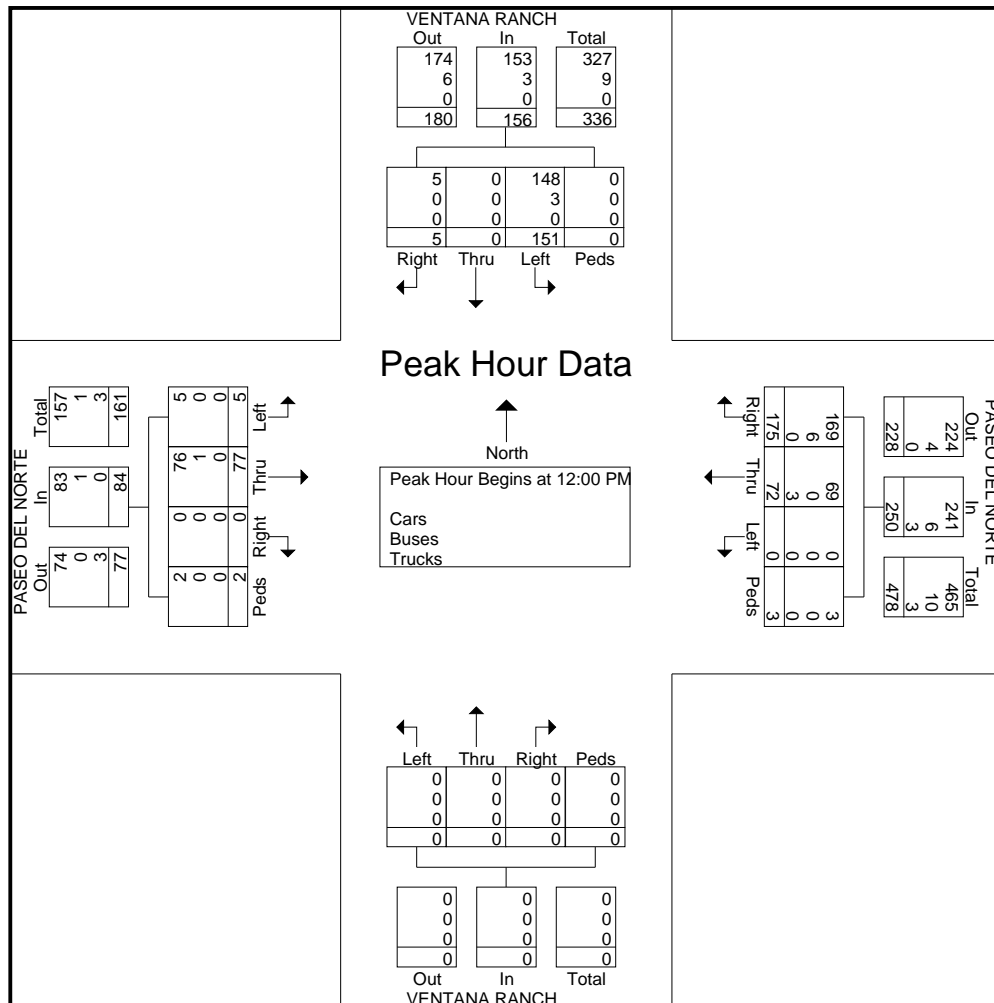 VENTANA RANCH
Out In Total
174 153 327
6 3 9
0 0 0
180 156 336
5 0 148 0
0 0 3 0
0 0 0 0
5 0 151 0
Right Thru Left Peds
Peak Hour Data
North
Peak Hour Begins at 12:00 PM
Cars
Buses
Trucks
PASEO DEL NORTE
Total In Out
157 1 3 161
83 1 0 84
74 0 3 77
5 0 0 5 Left
76 1 0 77 Thru
0 0 0 0 Right
2 0 0 2 Peds
Right 169 6 0 175
Thru 69 0 3 72
Left 0 0 0 0
Peds 3 0 0 3
PASEO DEL NORTE
Out In Total
224 4 0 228
241 6 3 250
465 10 3 478
Left Thru Right Peds
0 0 0 0
0 0 0 0
0 0 0 0
0 0 0 0
0 0 0
0 0 0
0 0 0
0 0 0
Out In Total
VENTANA RANCH